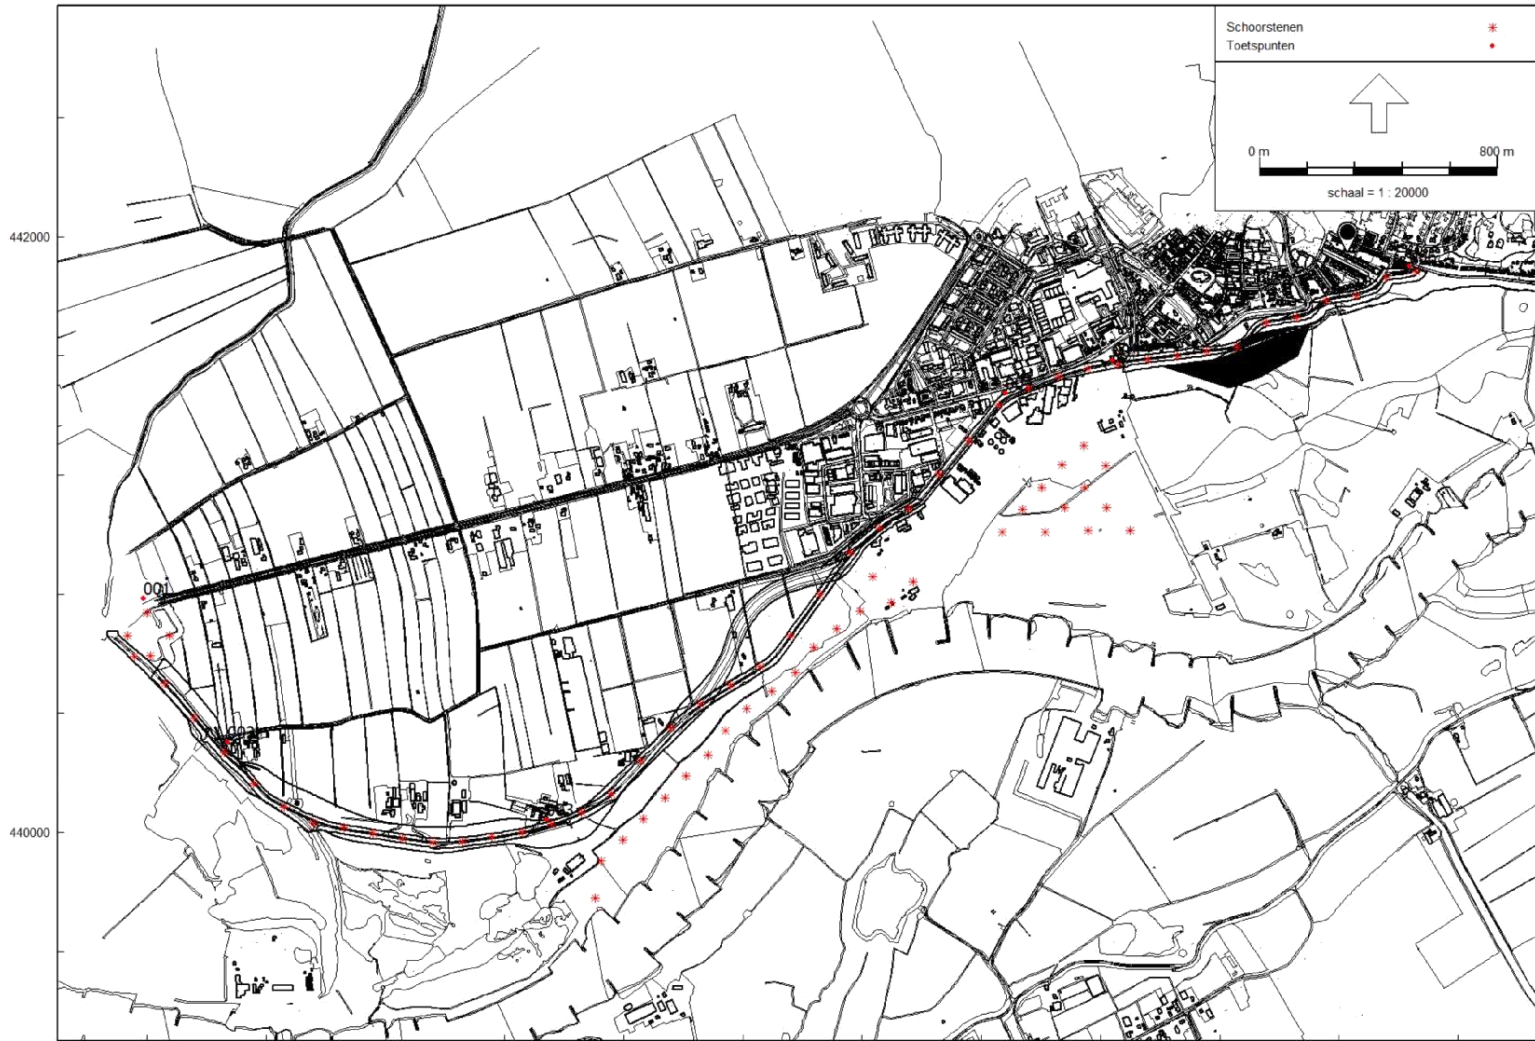 Schoorstenen
Toetspunten
0 m 800 m
schaal = 1 : 20000
442000
001
440000